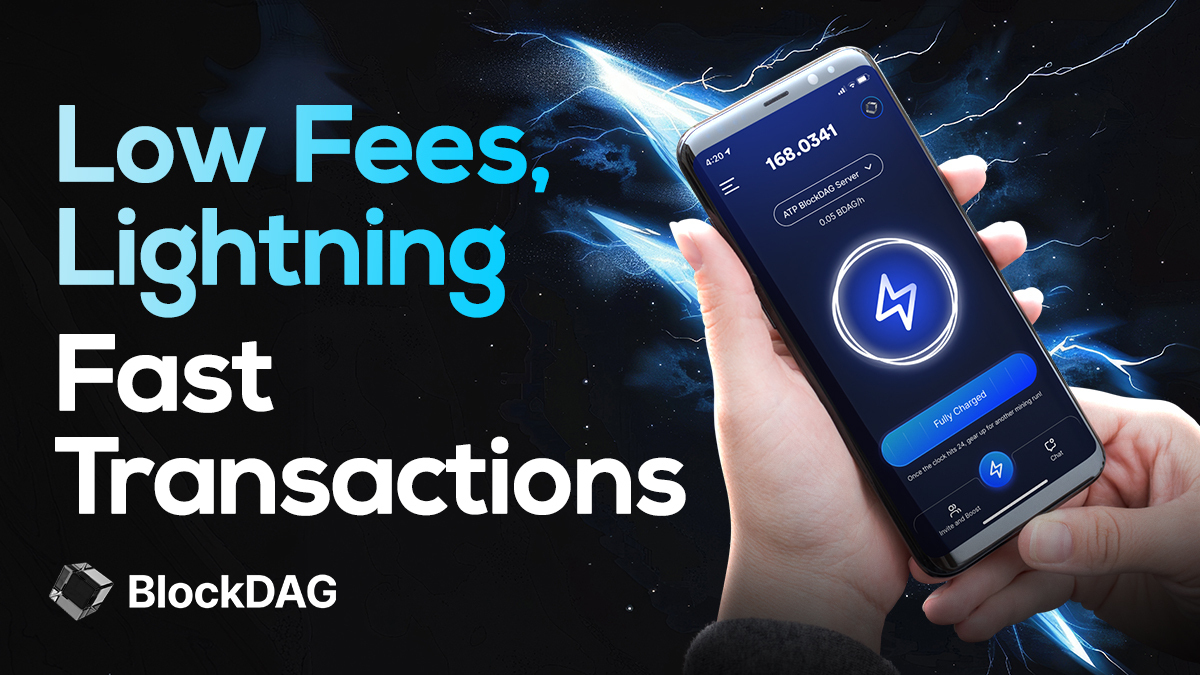 Low Fees,
Lightning
Fast
Transactions
BlockDAG
4:20
168.0341
ATP BlockDAG Server
0.05 BDAG/h
Fully Charged
Once the clock hits 24, gear up for another mining run!
Invite and Boost
Chat